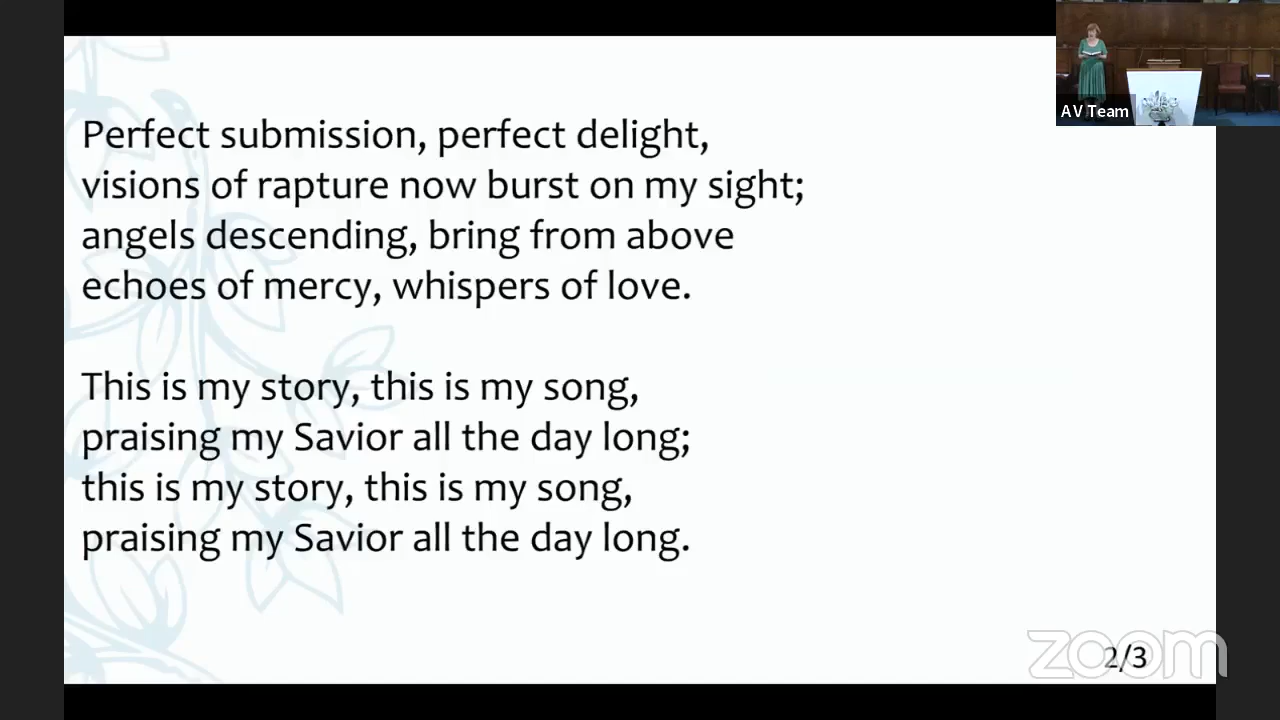 Perfect submission, perfect delight,
visions of rapture now burst on my sight;
angels descending, bring from above
echoes of mercy, whispers of love.
This is my story, this is my song,
praising my Savior all the day long;
this is my story, this is my song,
praising my Savior all the day long.
AV Team
zoom
2/3